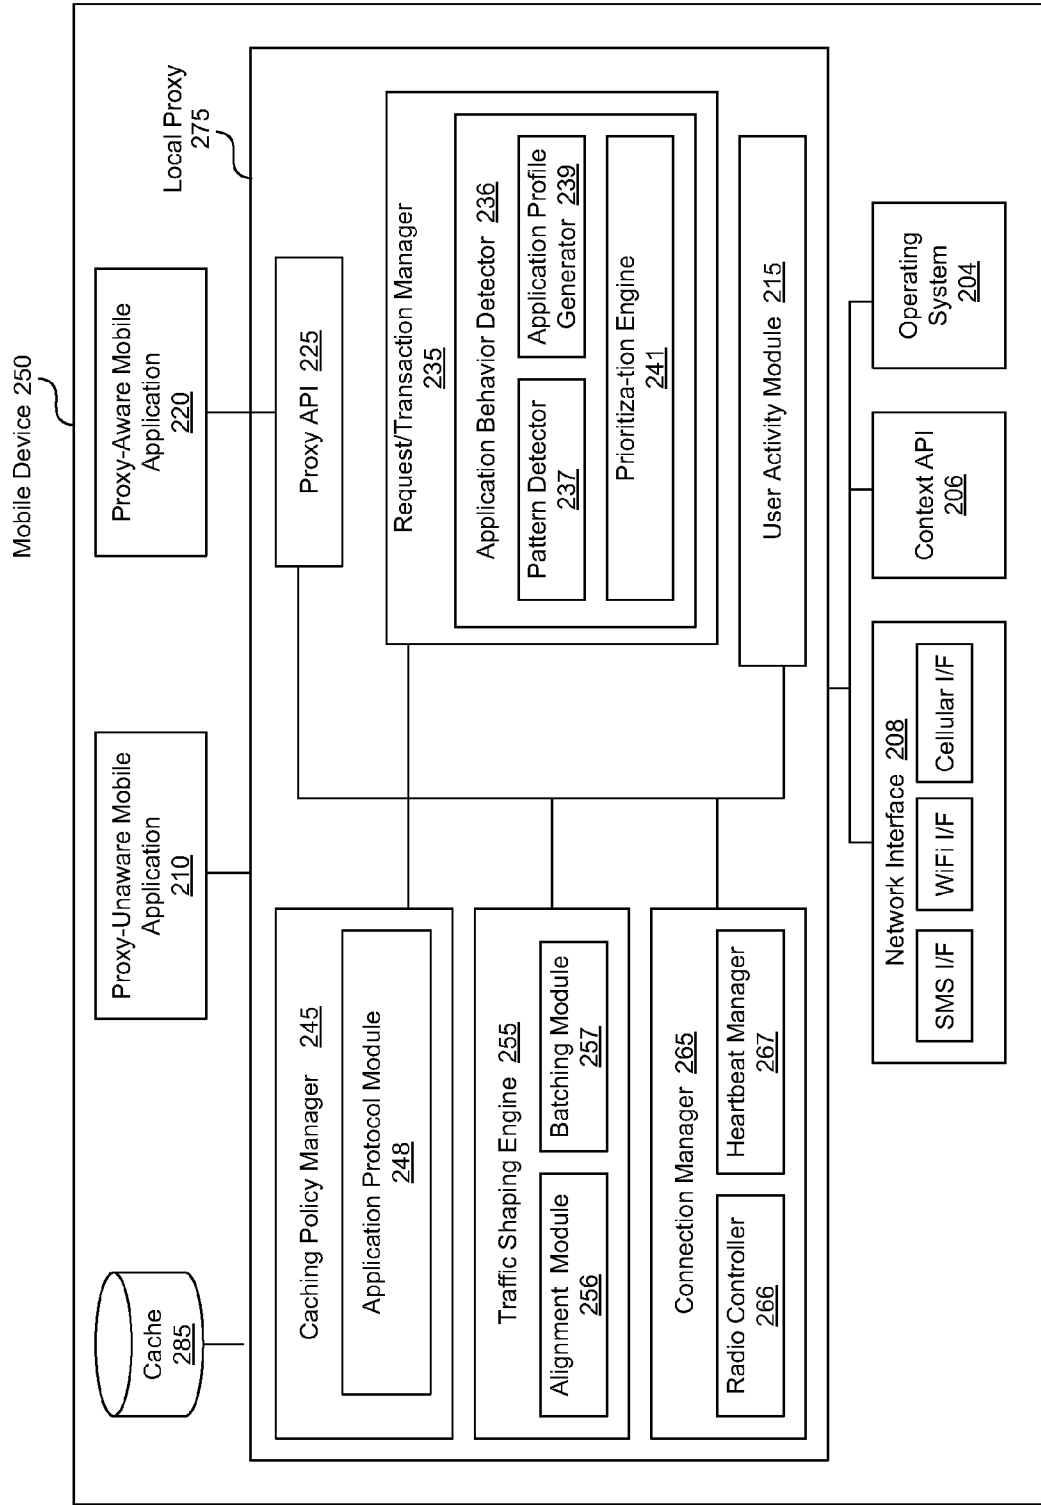 Mobile Device 250
Cache
285
Proxy-Unaware Mobile
Application
210
Proxy-Aware Mobile
Application
220
Local Proxy
275
Caching Policy Manager 245
Application Protocol Module
248
Traffic Shaping Engine 255
Alignment Module
256
Batching Module
257
Connection Manager 265
Radio Controller
266
Heartbeat Manager
267
Proxy API 225
Request/Transaction Manager
235
Application Behavior Detector 236
Pattern Detector
237
Application Profile
Generator 239
Prioritiza-tion Engine
241
User Activity Module 215
Network Interface 208
SMS I/F
WiFi I/F
Cellular I/F
Context API
206
Operating
System
204